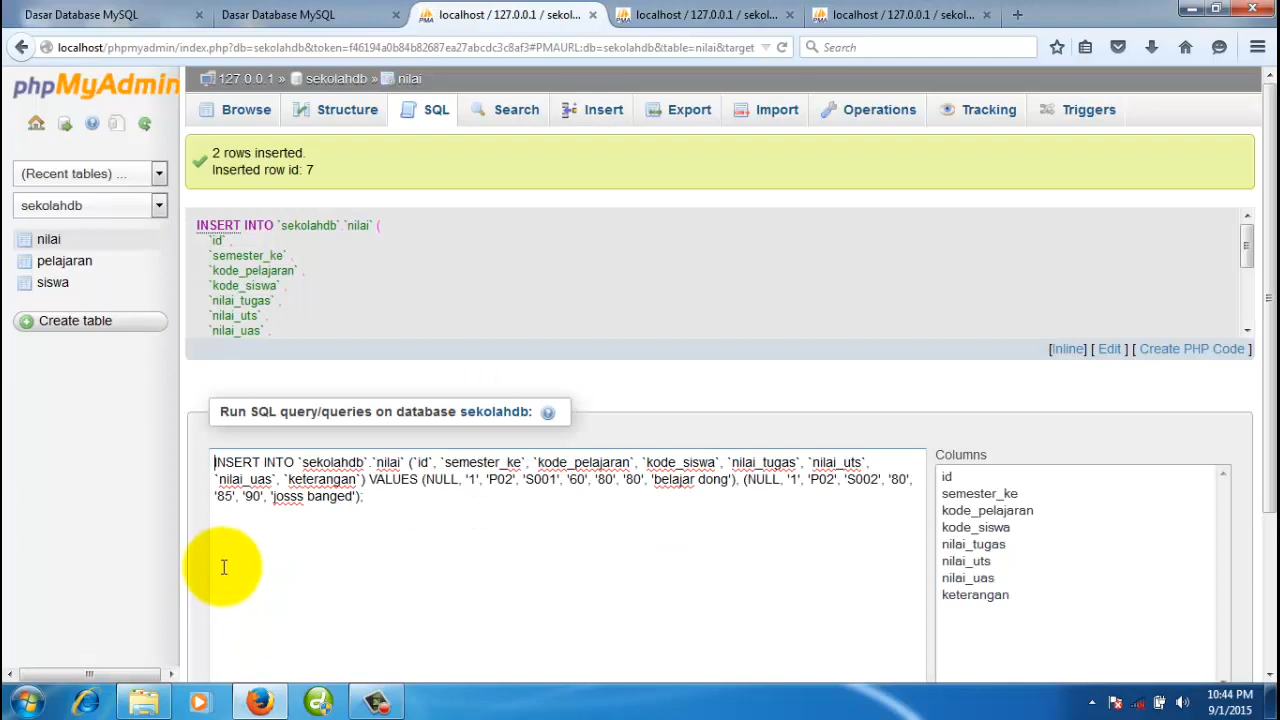 Dasar Database MySQL
Dasar Database MySQL
localhost / 127.0.0.1 / sekol...
localhost / 127.0.0.1 / sekol...
localhost / 127.0.0.1 / sekol...
localhost/phpmyadmin/index.php?db=sekolahdb&token=f46194a0b84b82687ea27abcdc3c8af3#PMAURL:db=sekolahdb&table=nilai&target
Search
phpMyAdmin
127.0.0.1 » sekolahdb » nilai
Browse
Structure
SQL
Search
Insert
Export
Import
Operations
Tracking
Triggers
(Recent tables) ...
sekolahdb
nilai
pelajaran
siswa
Create table
2 rows inserted.
Inserted row id: 7
INSERT INTO `sekolahdb`.`nilai` (
`id` ,
`semester_ke` ,
`kode_pelajaran` ,
`kode_siswa` ,
`nilai_tugas` ,
`nilai_uts` ,
`nilai_uas` ,
[Inline] [ Edit ] [ Create PHP Code ]
Run SQL query/queries on database sekolahdb:
INSERT INTO `sekolahdb`.`nilai` (`id`, `semester_ke`, `kode_pelajaran`, `kode_siswa`, `nilai_tugas`, `nilai_uts`,
`nilai_uas`, `keterangan`) VALUES (NULL, '1', 'P02', 'S001', '60', '80', '80', 'belajar dong'), (NULL, '1', 'P02', 'S002', '80',
'85', '90', 'josss banged');
Columns
id
semester_ke
kode_pelajaran
kode_siswa
nilai_tugas
nilai_uts
nilai_uas
keterangan
10:44 PM
9/1/2015